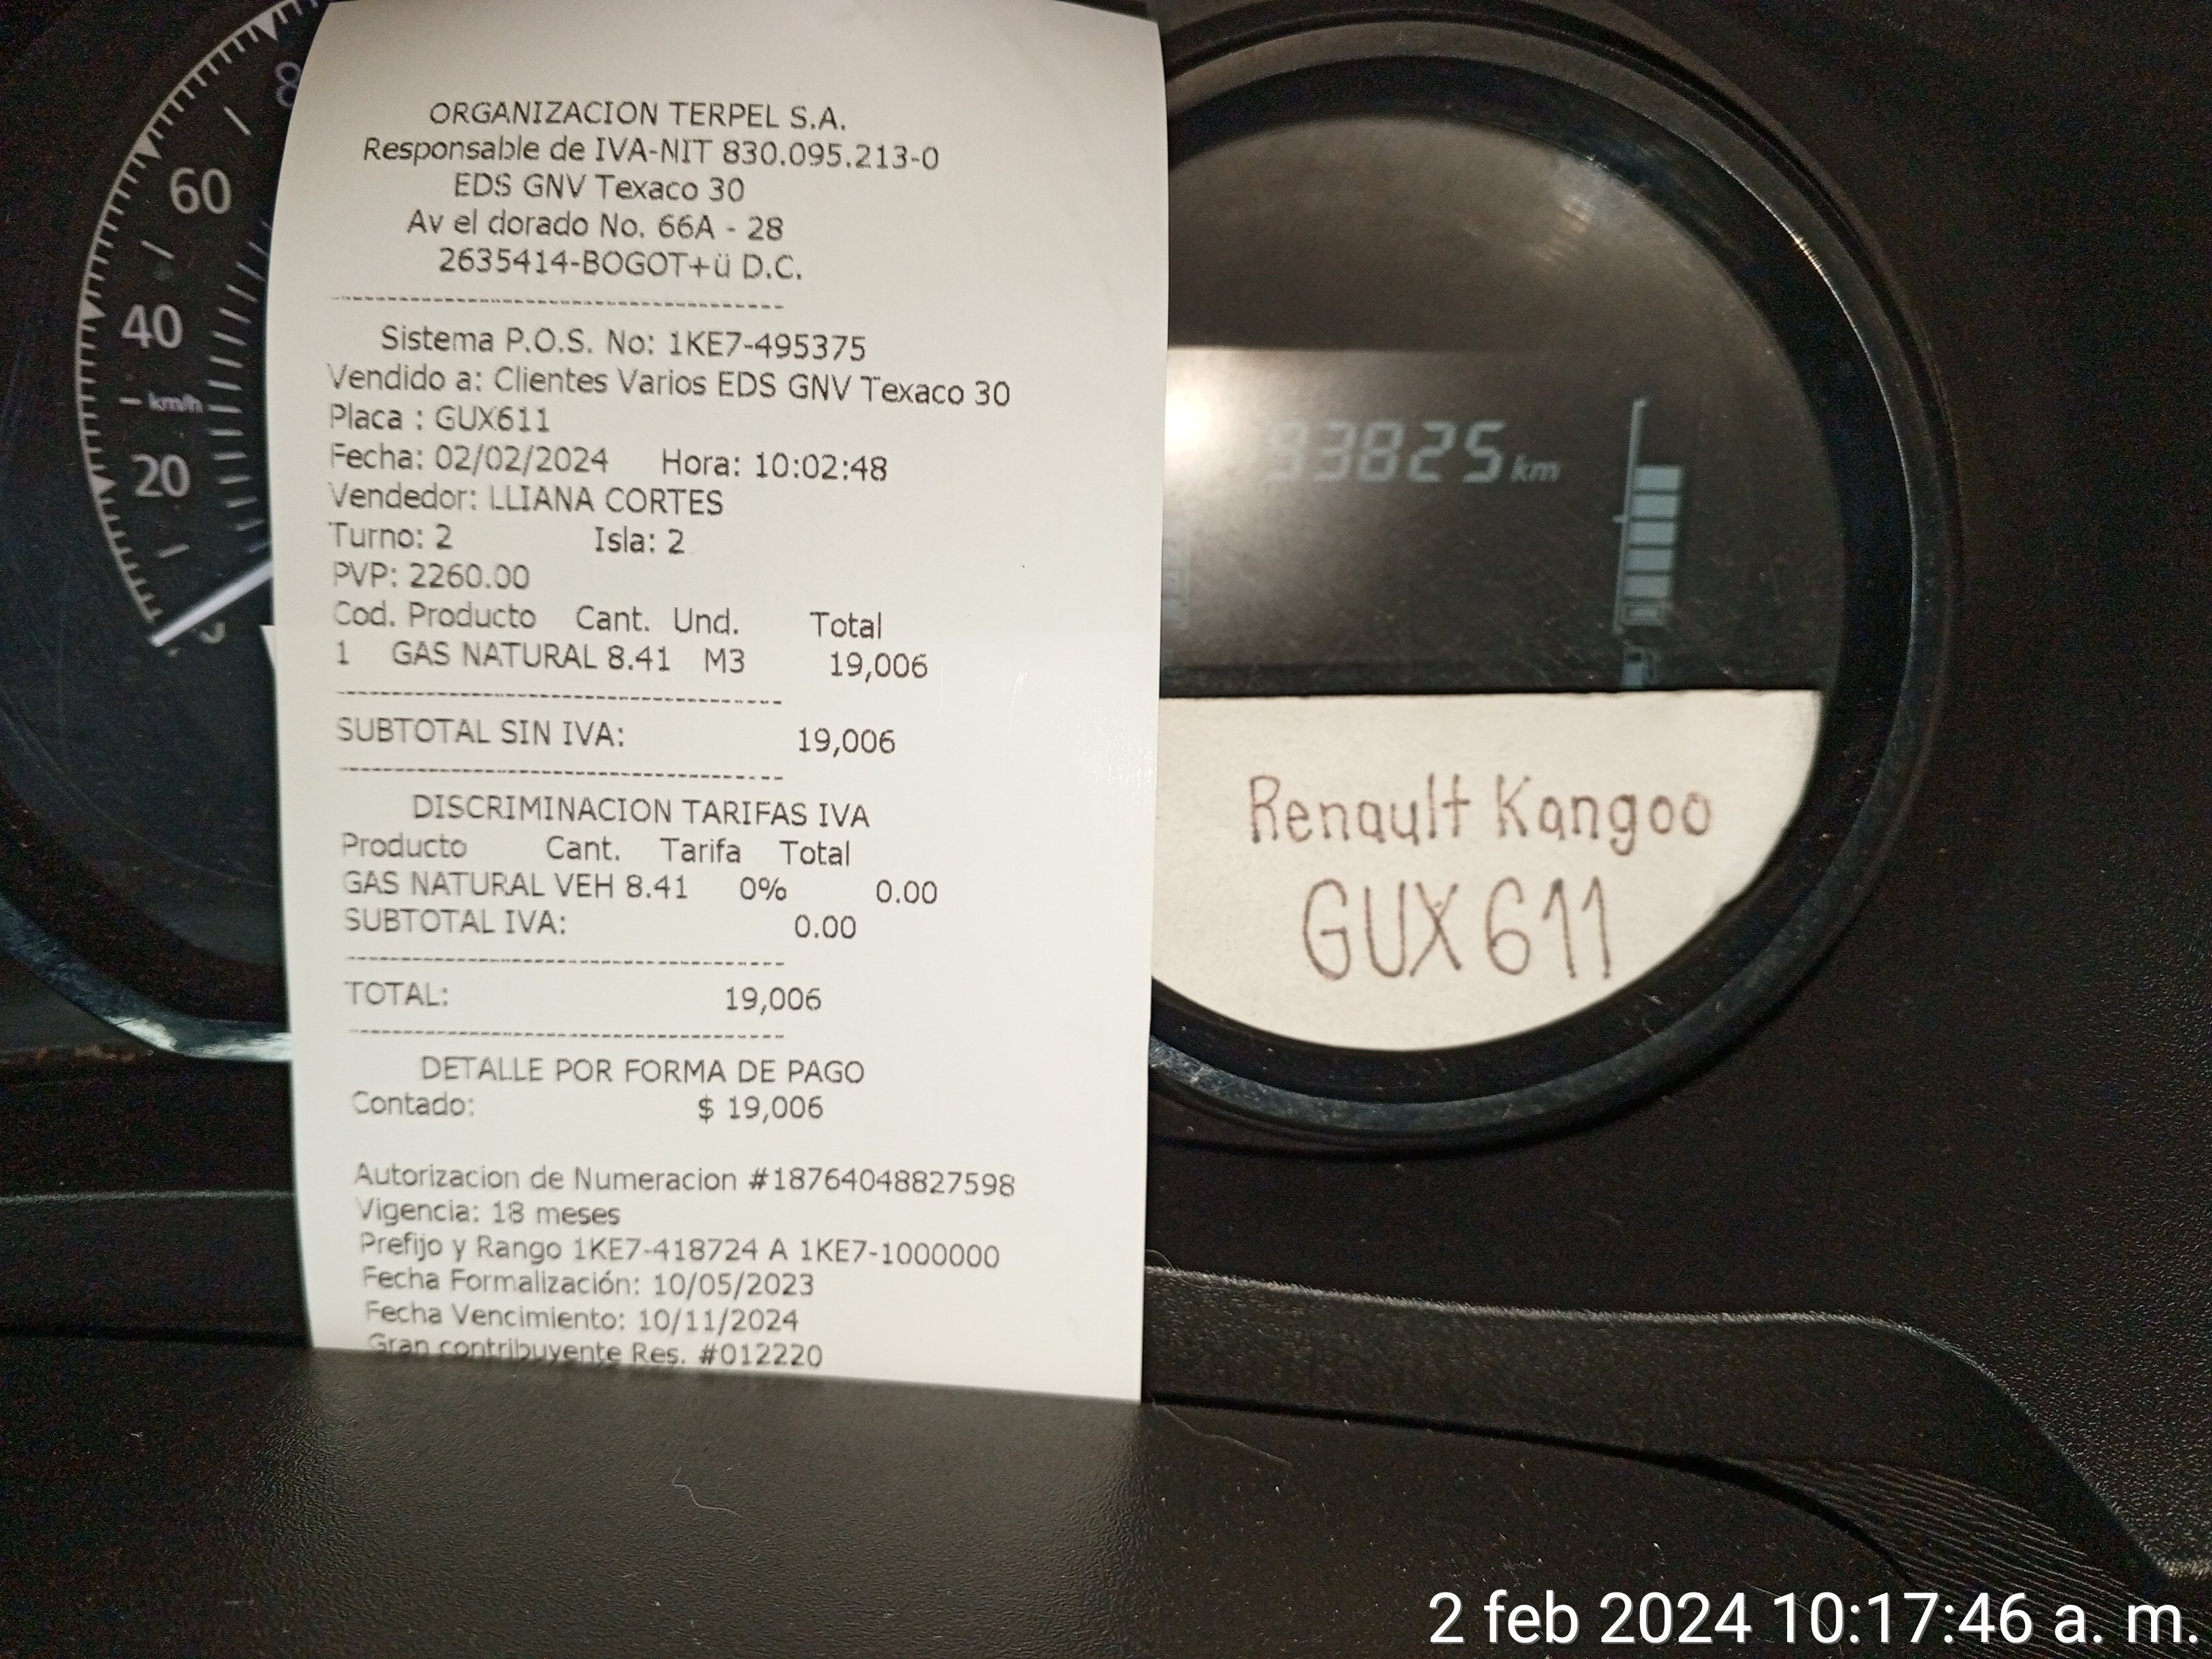 ORGANIZACION TERPEL S.A.
Responsable de IVA-NIT 830.095.213-0
EDS GNV Texaco 30
Av el dorado No. 66A - 28
2635414-BOGOT+ü D.C.
Sistema P.O.S. No: 1KE7-495375
Vendido a: Clientes Varios EDS GNV Texaco 30
Placa : GUX611
Fecha: 02/02/2024 Hora: 10:02:48
Vendedor: LLIANA CORTES
Turno: 2 Isla: 2
PVP: 2260.00
Cod. Producto Cant. Und. Total
1 GAS NATURAL 8.41 M3 19,006
SUBTOTAL SIN IVA: 19,006
DISCRIMINACION TARIFAS IVA
Producto Cant. Tarifa Total
GAS NATURAL VEH 8.41 0% 0.00
SUBTOTAL IVA: 0.00
TOTAL: 19,006
DETALLE POR FORMA DE PAGO
Contado: $ 19,006
Autorizacion de Numeracion #18764048827598
Vigencia: 18 meses
Prefijo y Rango 1KE7-418724 A 1KE7-1000000
Fecha Formalización: 10/05/2023
Fecha Vencimiento: 10/11/2024
Gran contribuyente Res. #012220
60
40
km/h
20
93825 km
Renault Kangoo
GUX611
2 feb 2024 10:17:46 a. m.